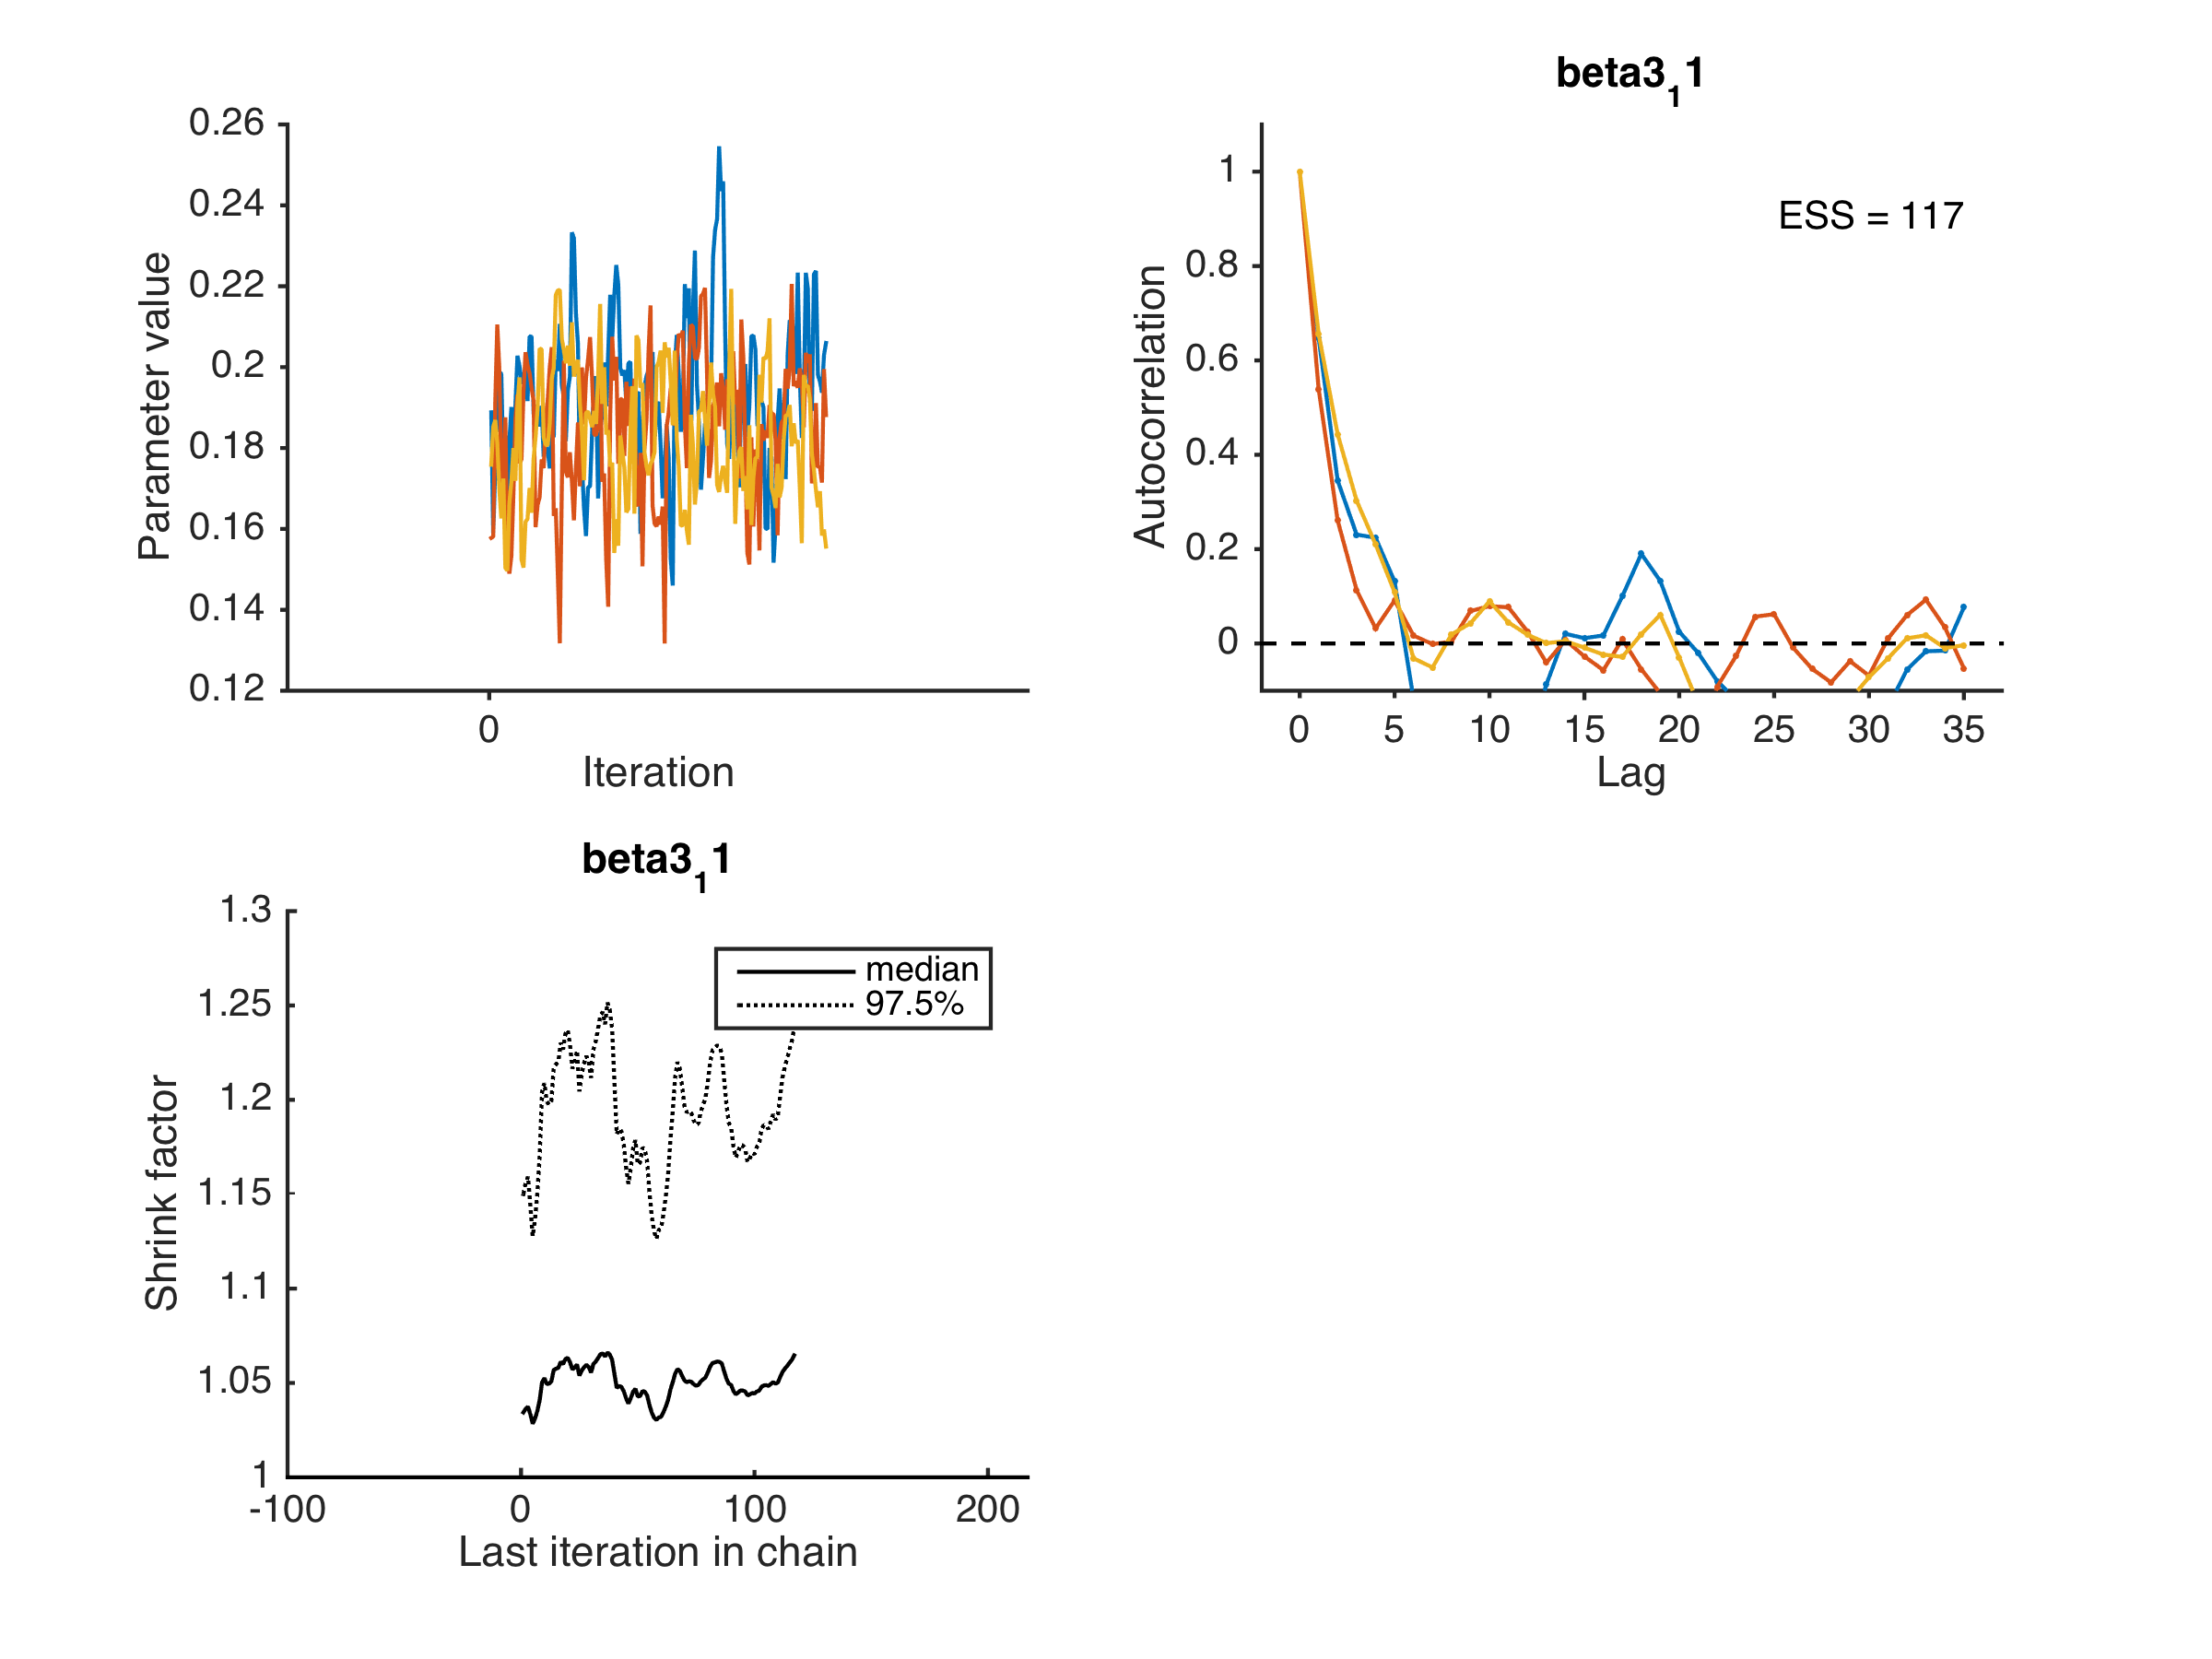 0.26
0.24
0.22
0.2
0.18
0.16
0.14
0.12
Parameter value
0
Iteration
beta3₁1
ESS = 117
1
0.8
0.6
0.4
0.2
0
Autocorrelation
0 5 10 15 20 25 30 35
Lag
beta3₁1
median
97.5%
1.3
1.25
1.2
1.15
1.1
1.05
1
Shrink factor
-100 0 100 200
Last iteration in chain